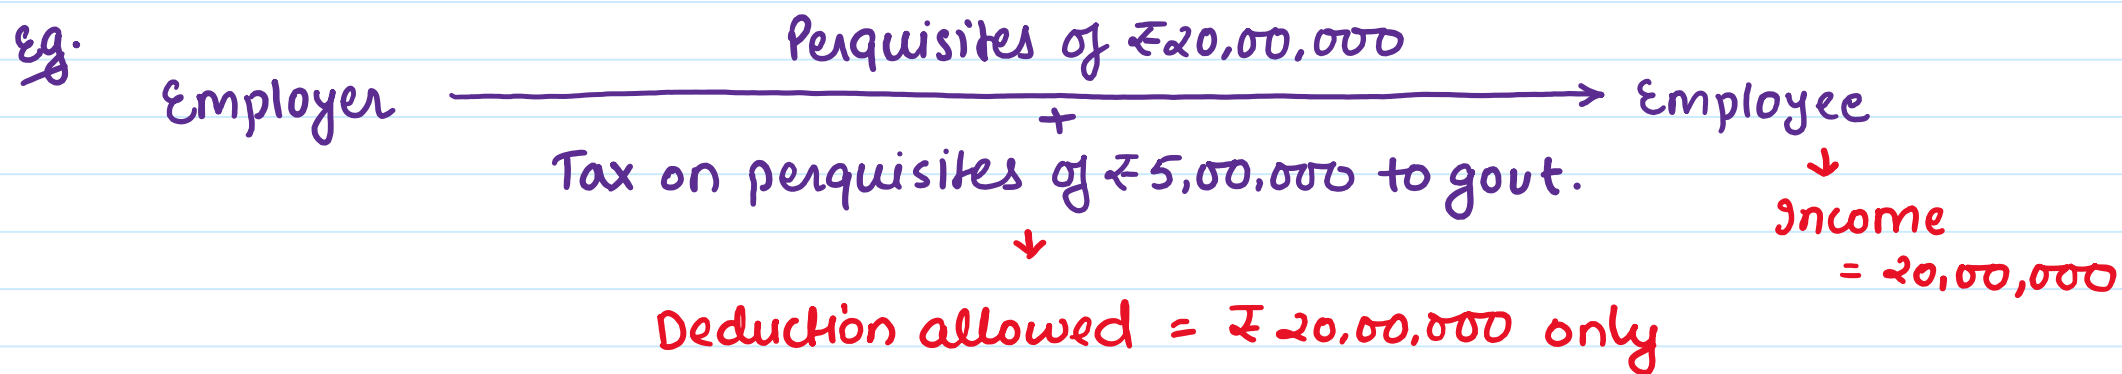 Eg.
Perquisites of ₹20,00,000
Employer → Employee
+
Tax on perquisites of ₹5,00,000 to govt.
↓
↓
Income
= 20,00,000
Deduction allowed = ₹20,00,000 only